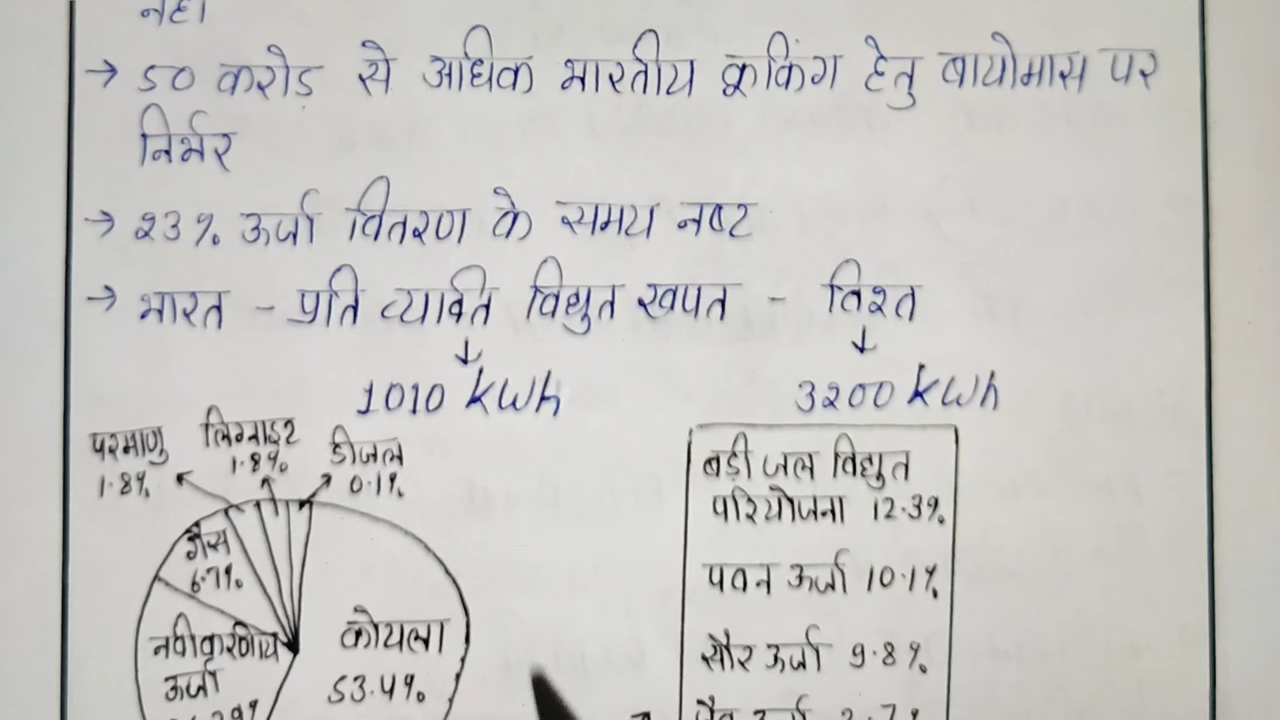 नहीं
→ 50 करोड़ से अधिक भारतीय कूकिंग हेतु बायोमास पर
निर्भर
→ 23% ऊर्जा वितरण के समय नष्ट
→ भारत - प्रति व्यक्ति विद्युत खपत - विश्त
↓ ↓
1010 kWh 3200 kWh
परमाणु
1.8%
लिग्नाइट
1.8%
डीजल
0.1%
गैस
6.7%
नवीकरणीय
ऊर्जा
कोयला
53.4%
बड़ी जल विद्युत
परियोजना 12.3%
पवन ऊर्जा 10.1%
सौर ऊर्जा 9.8%
ऊर्जा